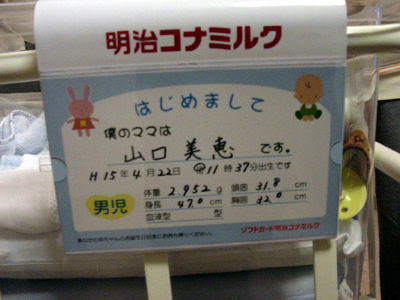 明治コナミルク
はじめまして
僕のママは
山口 美恵 です。
H15年4月22日 11時37分出生です
男児
体重 2.952 g 頭囲 31.8 cm
身長 47.0 cm 胸囲 32.0 cm
血液型 型
ソフトカード明治コナミルク